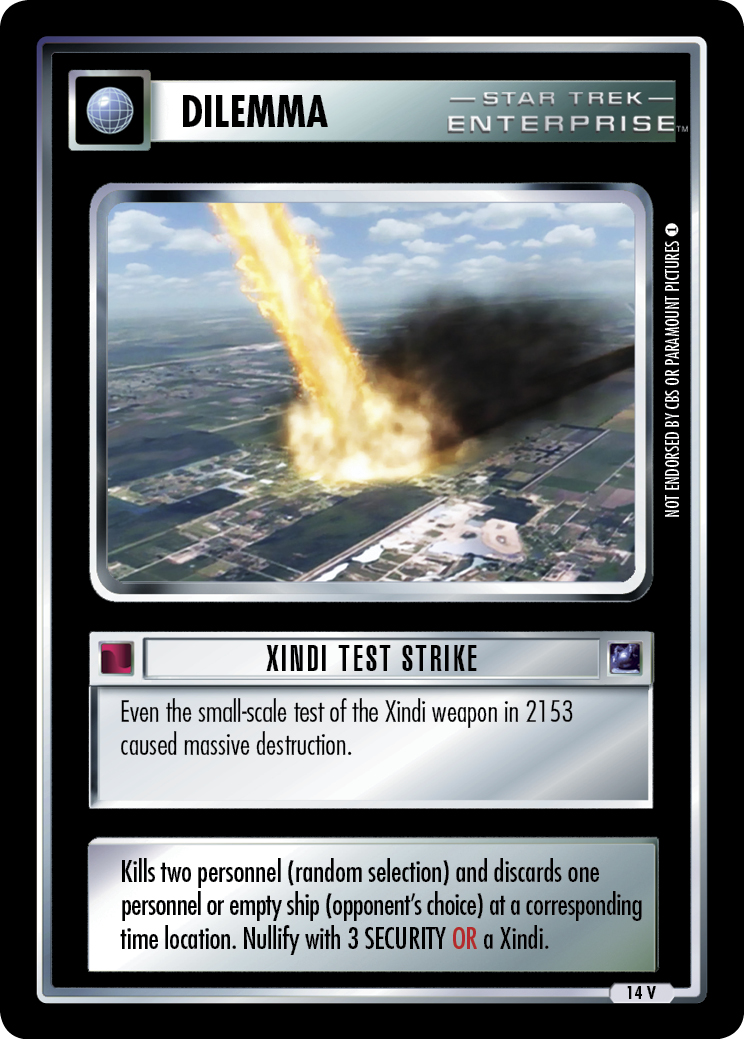 DILEMMA
— STAR TREK —
ENTERPRISE™
NOT ENDORSED BY CBS OR PARAMOUNT PICTURES 1
XINDI TEST STRIKE
Even the small-scale test of the Xindi weapon in 2153
caused massive destruction.
Kills two personnel (random selection) and discards one
personnel or empty ship (opponent's choice) at a corresponding
time location. Nullify with 3 SECURITY OR a Xindi.
14 V